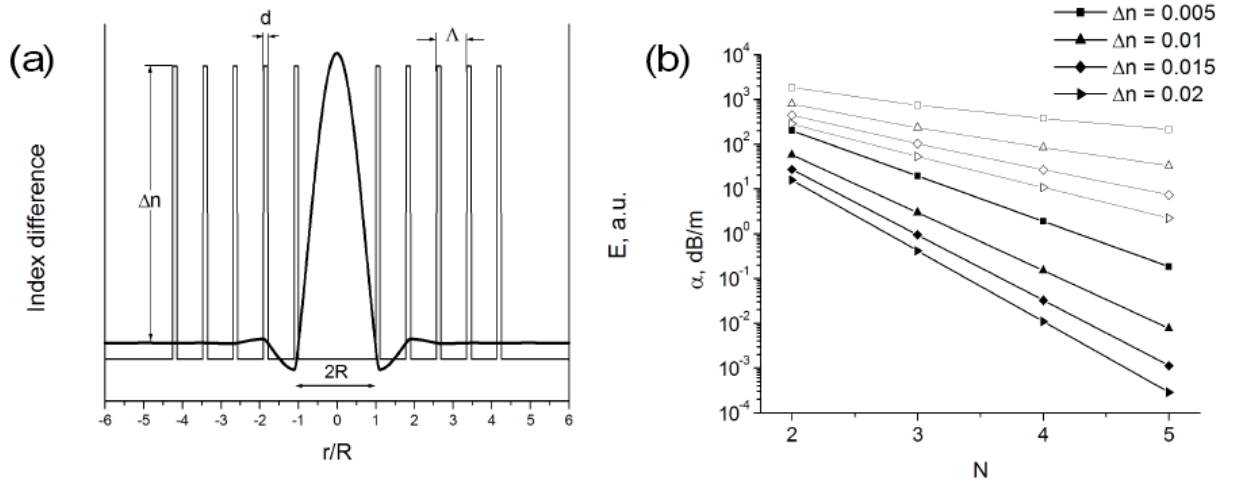 (a)
d
Λ
Δn
2R
Index difference
E, a.u.
-6 -5 -4 -3 -2 -1 0 1 2 3 4 5 6
r/R
(b)
Δn = 0.005
Δn = 0.01
Δn = 0.015
Δn = 0.02
10^4
10^3
10^2
10^1
10^0
10^-1
10^-2
10^-3
10^-4
α, dB/m
2 3 4 5
N